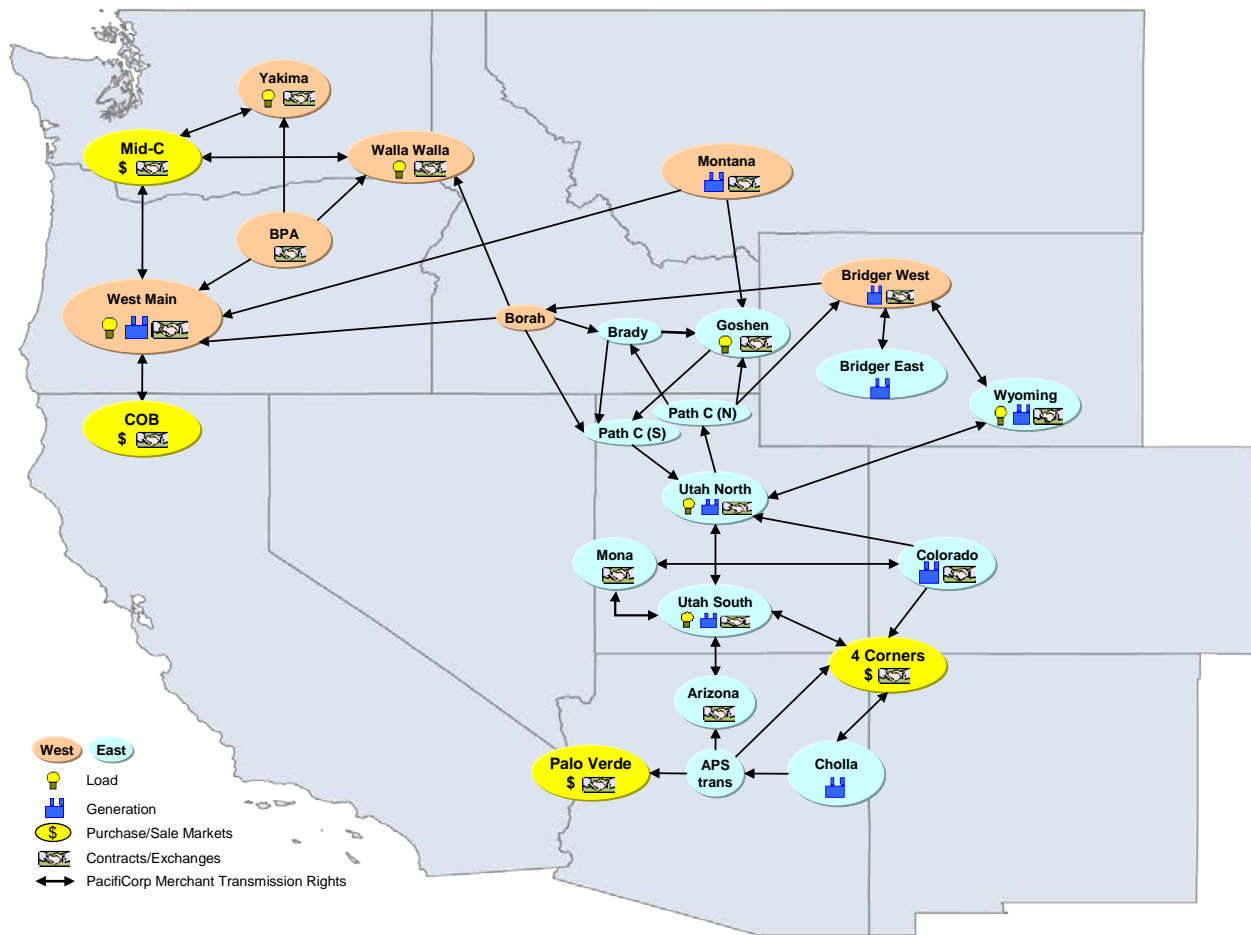 Yakima
Mid-C
$
Walla Walla
Montana
BPA
Bridger West
West Main
Borah
Brady
Goshen
Bridger East
Wyoming
COB
$
Path C (N)
Path C (S)
Utah North
Mona
Colorado
Utah South
4 Corners
$
Arizona
West East
Palo Verde
$
APS
trans
Cholla
Load
Generation
$ Purchase/Sale Markets
Contracts/Exchanges
PacifiCorp Merchant Transmission Rights